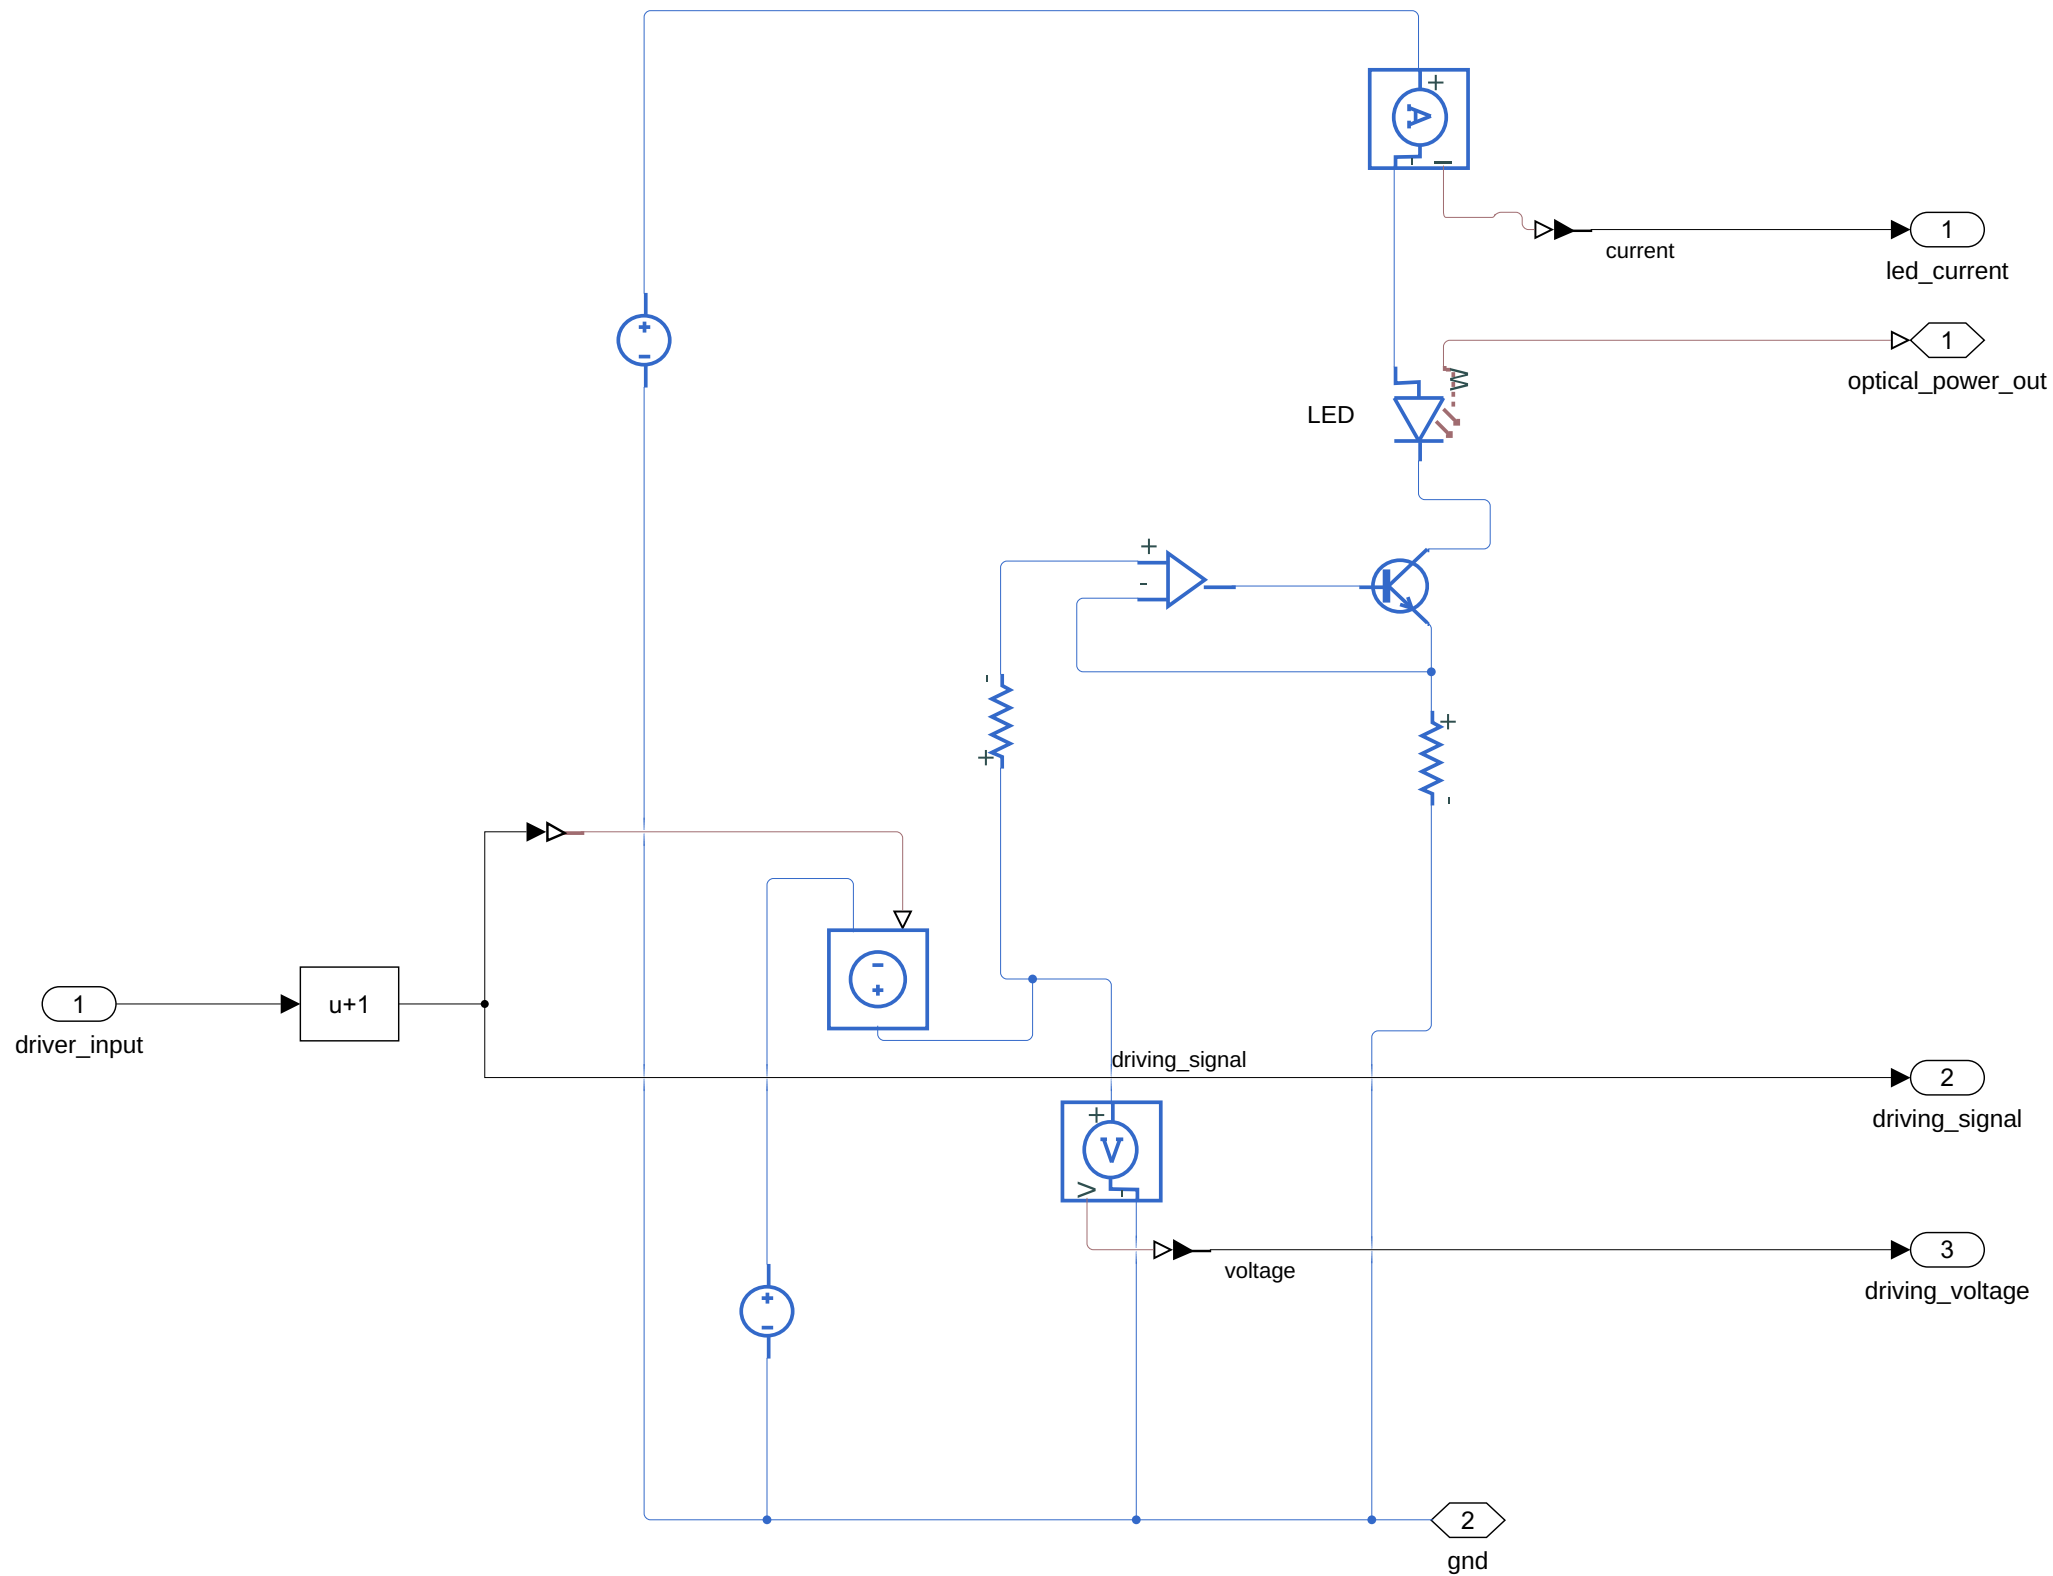 +
A
-
I
current
1
led_current
1
optical_power_out
W
LED
+
-
-
+
+
-
1
driver_input
u+1
driving_signal
2
driving_signal
+
V
V
-
voltage
3
driving_voltage
2
gnd